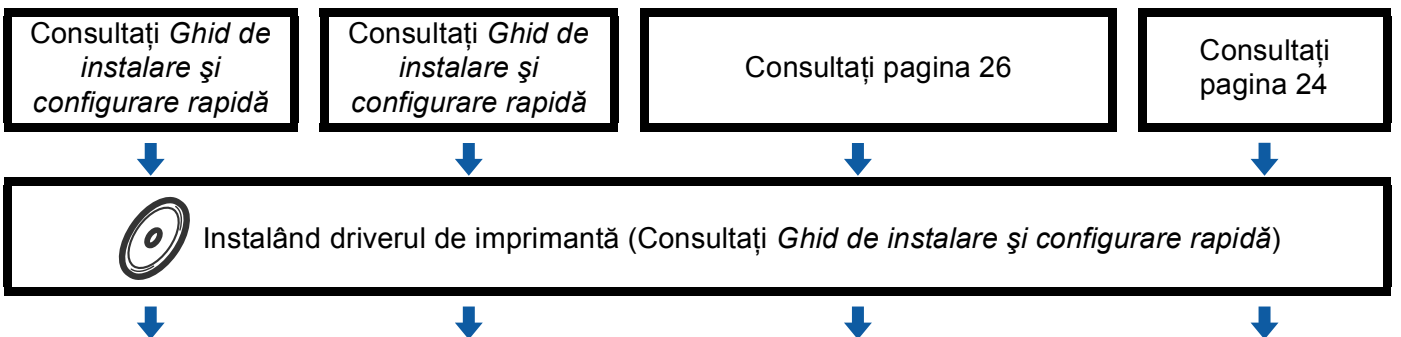 Consultați Ghid de
instalare şi
configurare rapidă
Consultați Ghid de
instalare şi
configurare rapidă
Consultați pagina 26
Consultați
pagina 24
Instalând driverul de imprimantă (Consultați Ghid de instalare şi configurare rapidă)